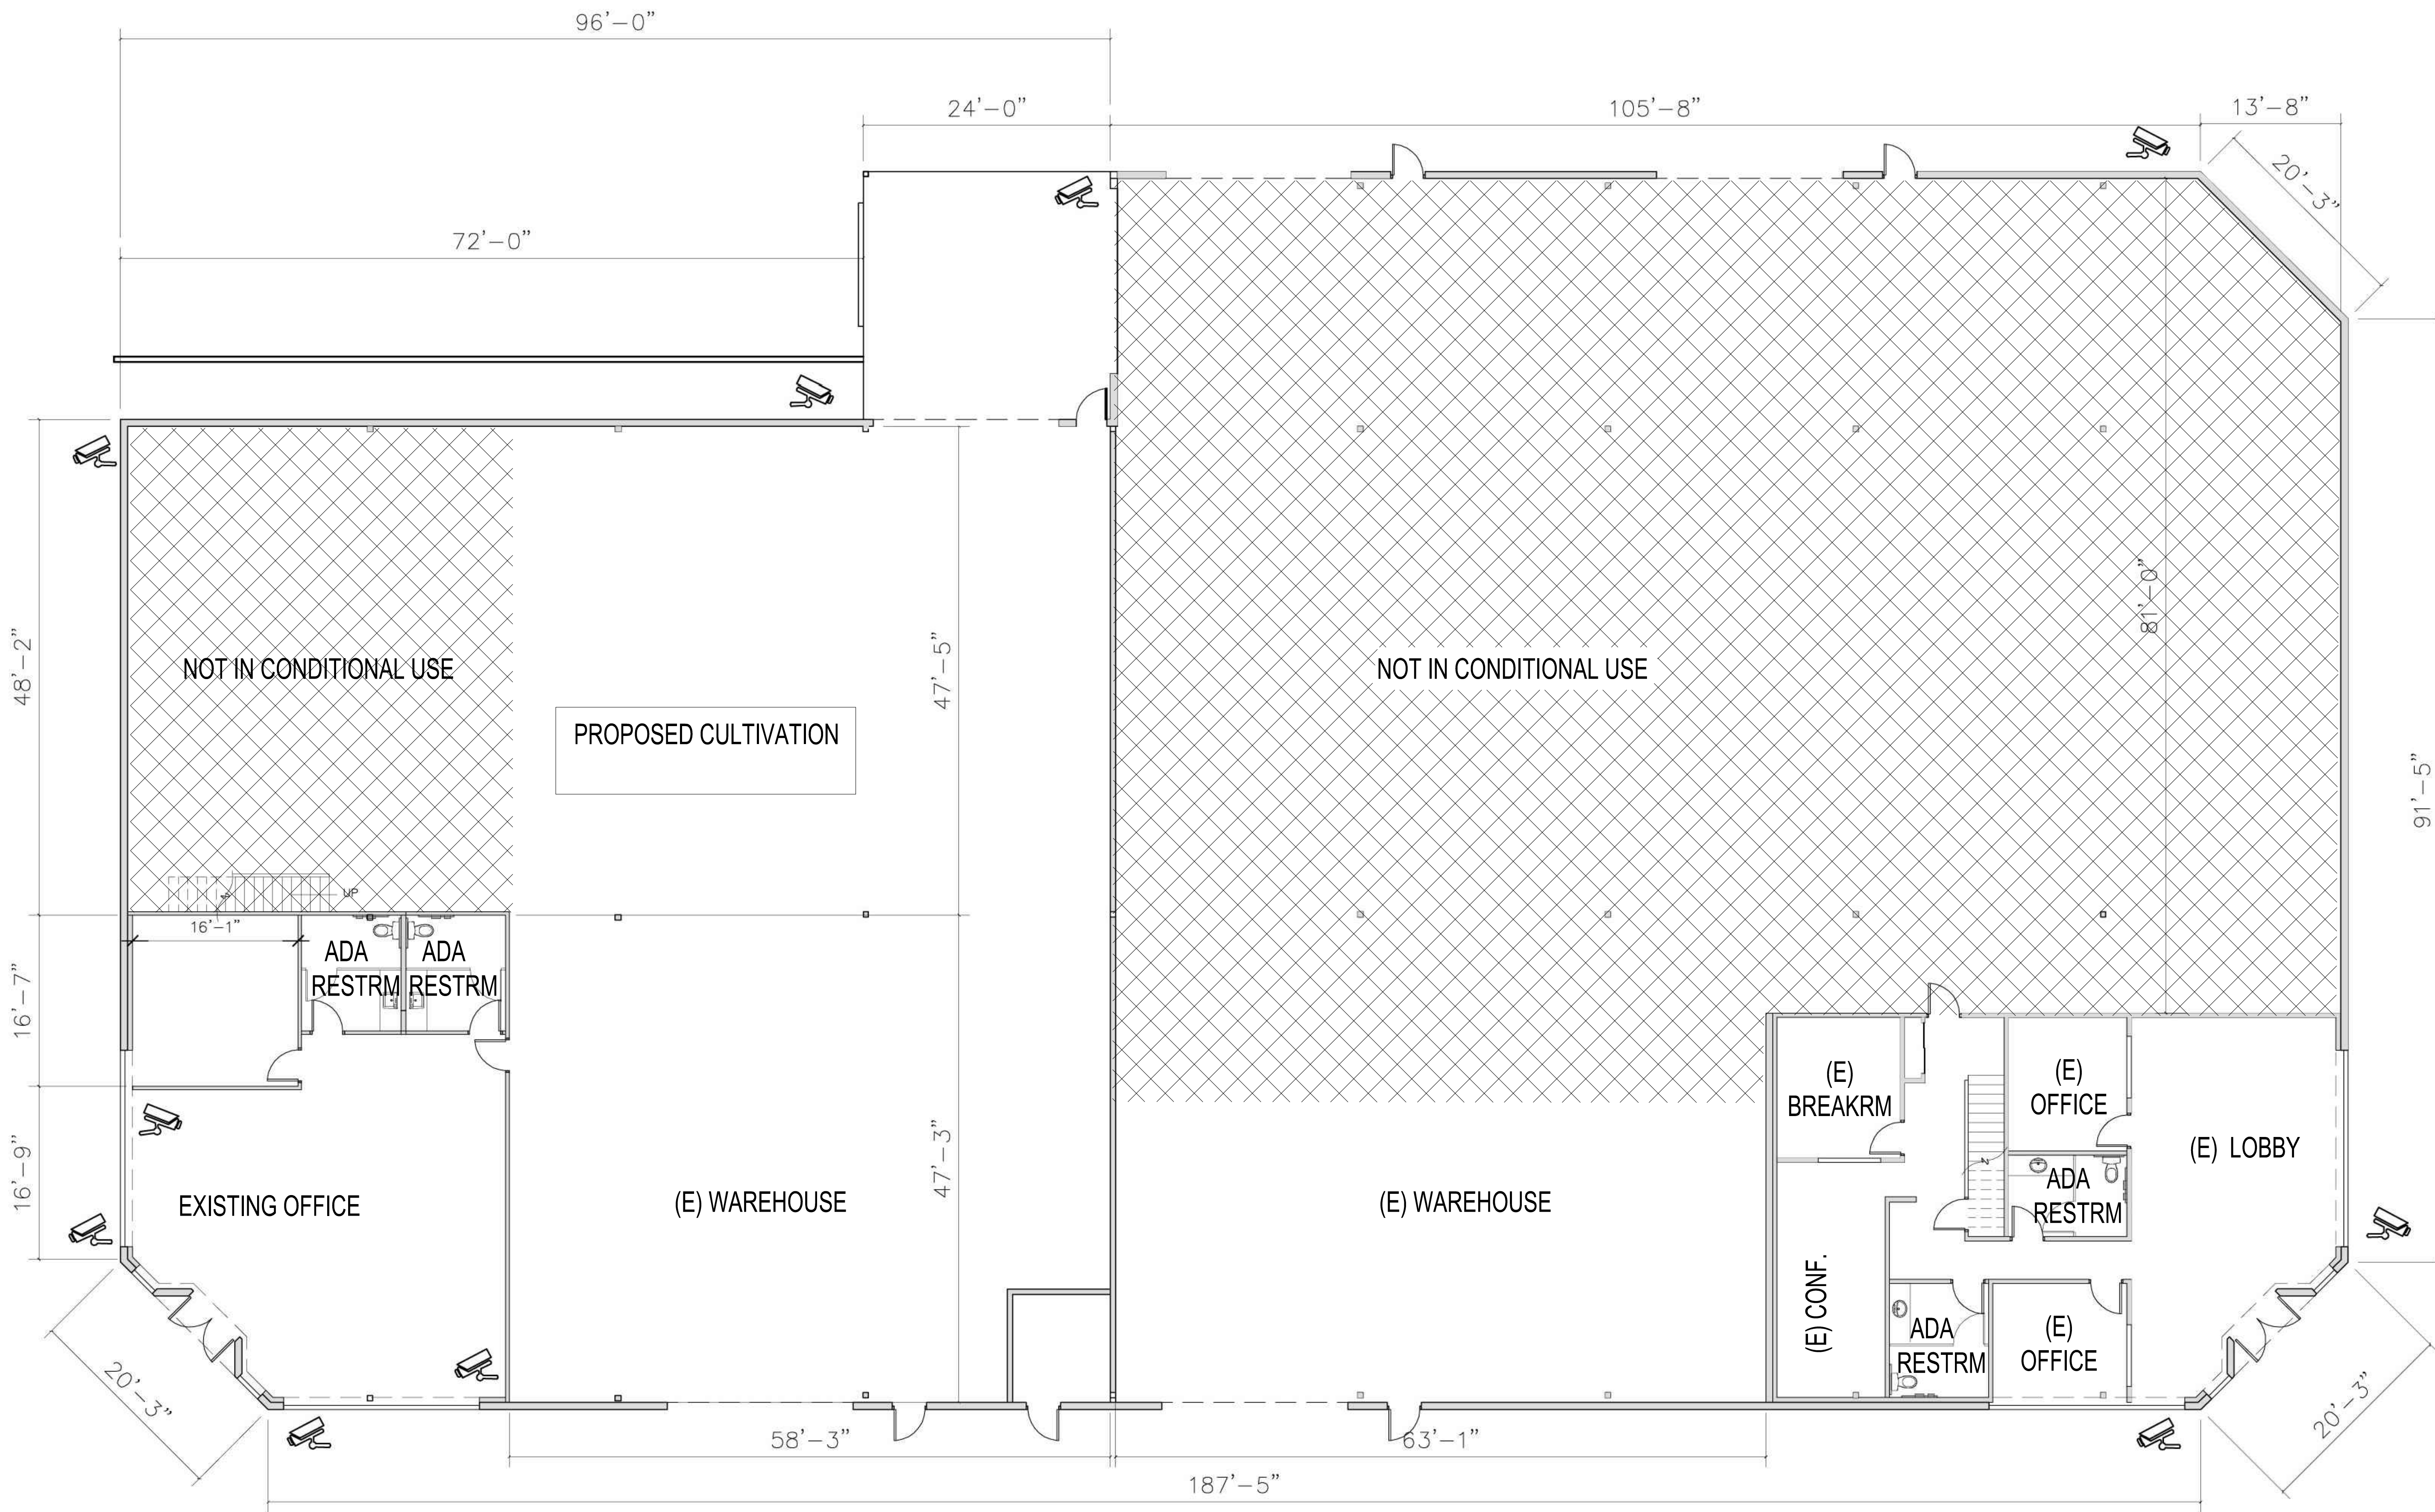 96'-0"
24'-0"
105'-8"
13'-8"
20'-3"
72'-0"
48'-2"
NOT IN CONDITIONAL USE
PROPOSED CULTIVATION
47'-5"
NOT IN CONDITIONAL USE
81'-0"
91'-5"
UP
16'-1"
16'-7"
ADA
RESTRM
ADA
RESTRM
16'-9"
EXISTING OFFICE
(E) WAREHOUSE
47'-3"
(E) WAREHOUSE
(E)
BREAKRM
(E)
OFFICE
(E) LOBBY
ADA
RESTRM
(E) CONF.
ADA
RESTRM
(E)
OFFICE
20'-3"
20'-3"
58'-3"
63'-1"
187'-5"